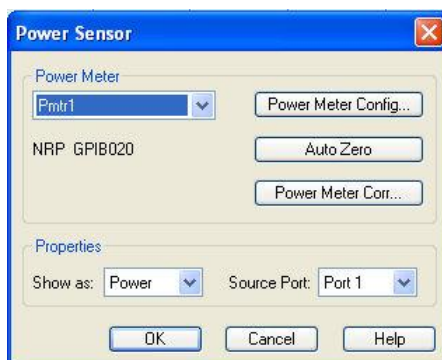 Power Sensor
Power Meter
Pmtr1
Power Meter Config...
NRP GPIB020
Auto Zero
Power Meter Corr...
Properties
Show as: Power Source Port: Port 1
OK Cancel Help